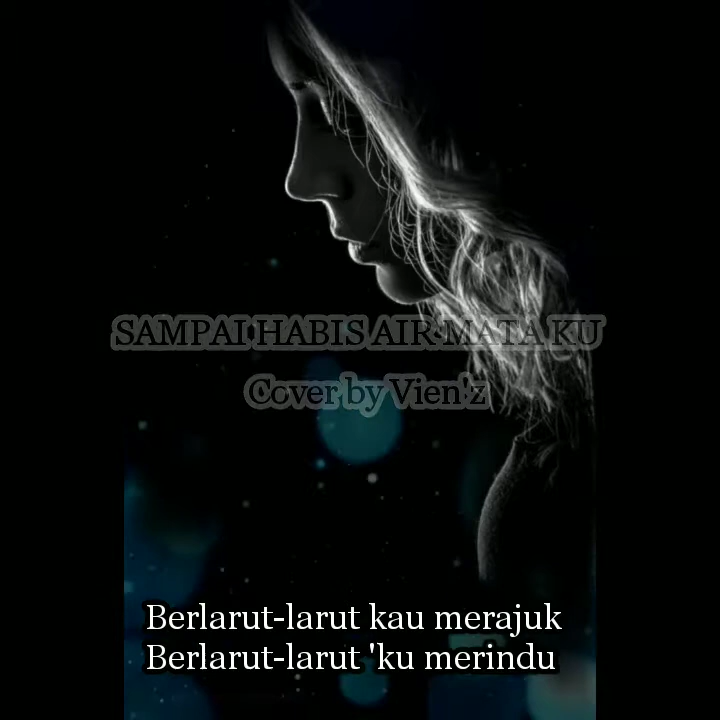 SAMPAI HABIS AIR MATA KU
Cover by Vien'z
Berlarut-larut kau merajuk
Berlarut-larut 'ku merindu